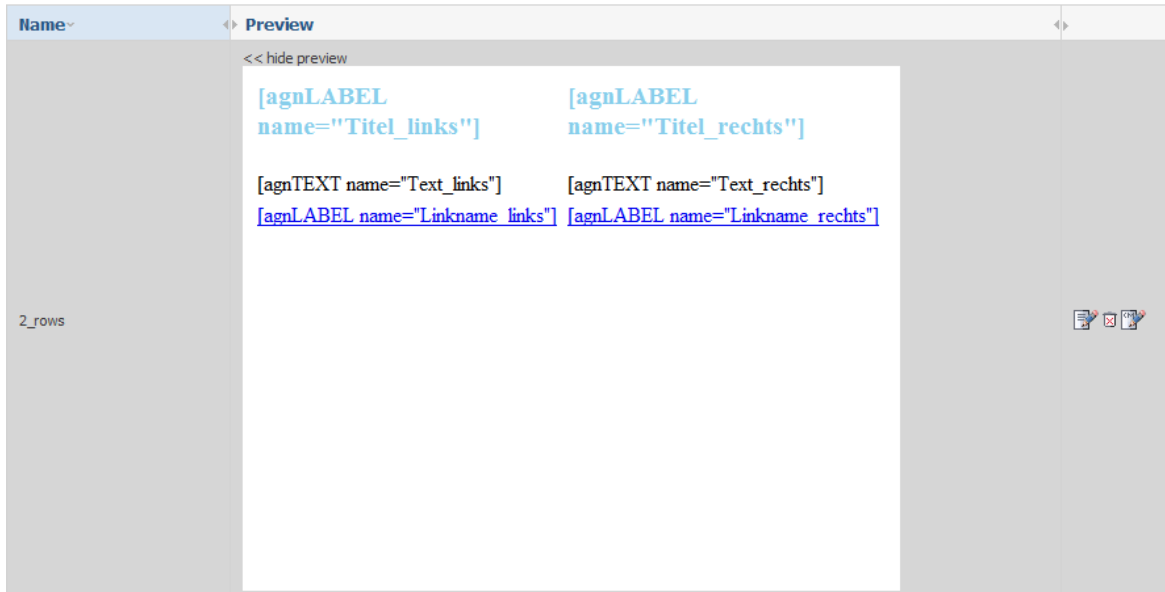 Name Preview
<< hide preview
[agnLABEL [agnLABEL
name="Titel_links"] name="Titel_rechts"]
[agnTEXT name="Text_links"] [agnTEXT name="Text_rechts"]
[agnLABEL name="Linkname_links"] [agnLABEL name="Linkname_rechts"]
2_rows